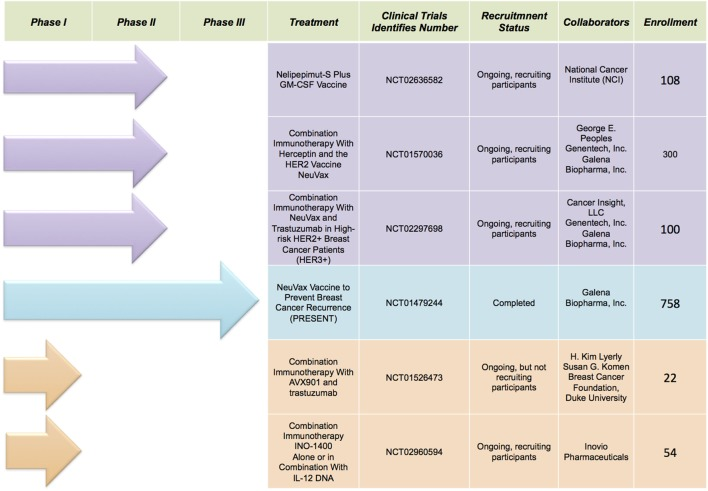 Phase I
Phase II
Phase III
Treatment
Clinical Trials
Identifies Number
Recruitmnent
Status
Collaborators
Enrollment
Nelipepimut-S Plus
GM-CSF Vaccine
NCT02636582
Ongoing, recruiting
participants
National Cancer
Institute (NCI)
108
Combination
Immunotherapy With
Herceptin and the
HER2 Vaccine
NeuVax
NCT01570036
Ongoing, recruiting
participants
George E.
Peoples
Genentech, Inc.
Galena
Biopharma, Inc.
300
Combination
Immunotherapy With
NeuVax and
Trastuzumab in High-
risk HER2+ Breast
Cancer Patients
(HER3+)
NCT02297698
Ongoing, recruiting
participants
Cancer Insight,
LLC
Genentech, Inc.
Galena
Biopharma, Inc.
100
NeuVax Vaccine to
Prevent Breast
Cancer Recurrence
(PRESENT)
NCT01479244
Completed
Galena
Biopharma, Inc.
758
Combination
Immunotherapy With
AVX901 and
trastuzumab
NCT01526473
Ongoing, but not
recruiting
participants
H. Kim Lyerly
Susan G. Komen
Breast Cancer
Foundation,
Duke University
22
Combination
Immunotherapy
INO-1400
Alone or in
Combination With
IL-12 DNA
NCT02960594
Ongoing, recruiting
participants
Inovio
Pharmaceuticals
54